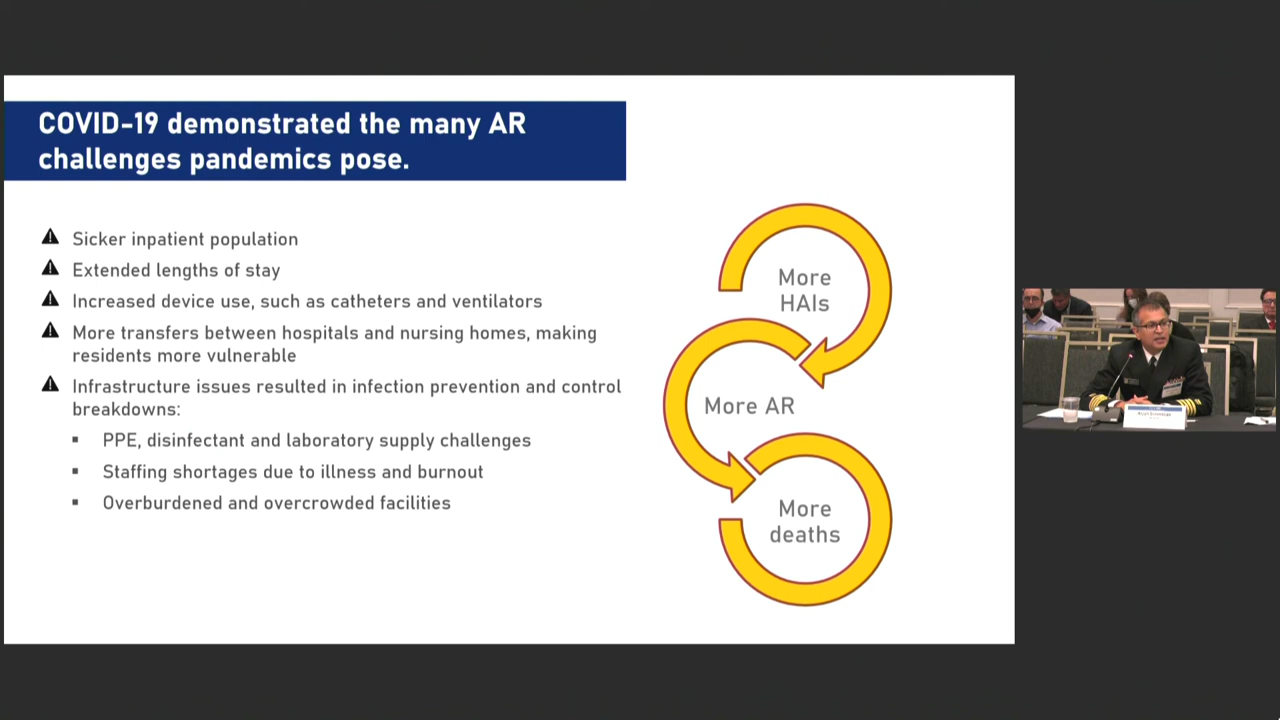 COVID-19 demonstrated the many AR
challenges pandemics pose.
Sicker inpatient population
Extended lengths of stay
Increased device use, such as catheters and ventilators
More transfers between hospitals and nursing homes, making
residents more vulnerable
Infrastructure issues resulted in infection prevention and control
breakdowns:
PPE, disinfectant and laboratory supply challenges
Staffing shortages due to illness and burnout
Overburdened and overcrowded facilities
More
HAIs
More AR
More
deaths